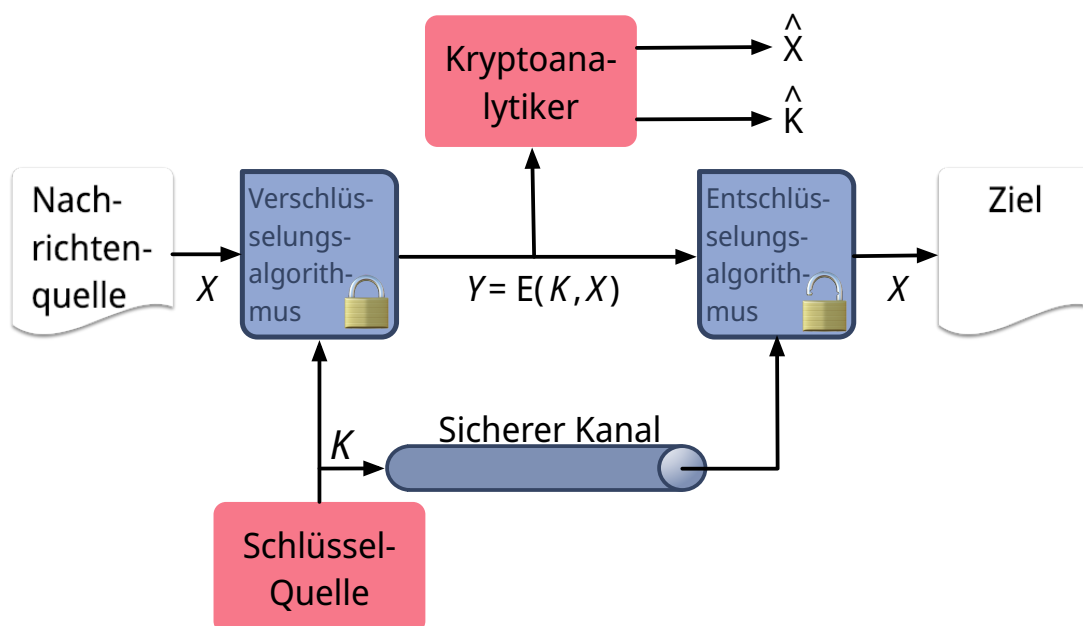 Kryptoana-
lytiker
X̂
K̂
Nach-
richten-
quelle
X
Verschlüs-
selungs-
algorith-
mus
Y = E(K,X)
Entschlüs-
selungs-
algorith-
mus
X
Ziel
K
Sicherer Kanal
Schlüssel-
Quelle